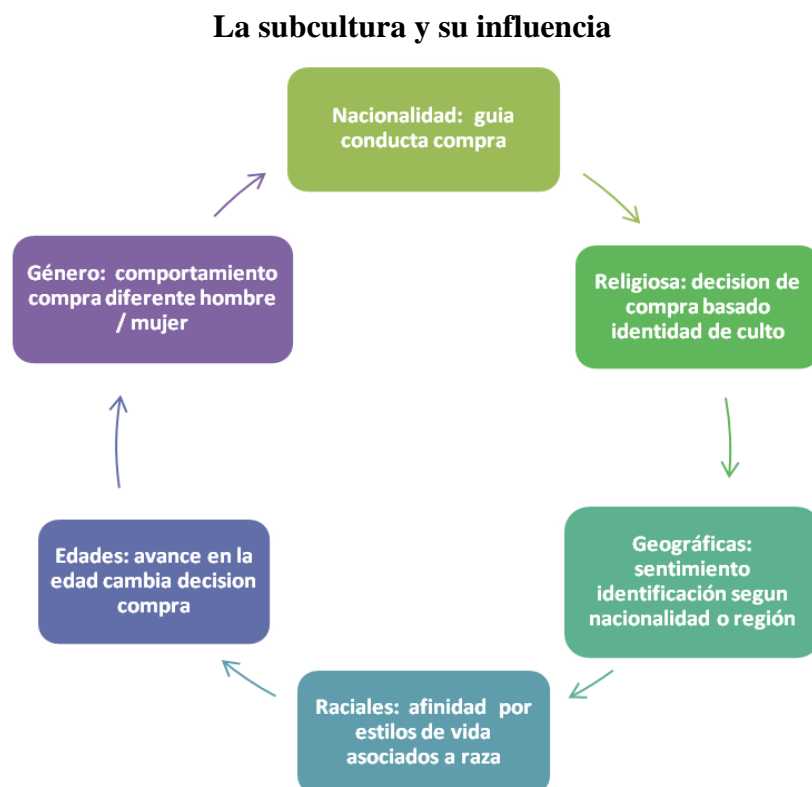 La subcultura y su influencia
Nacionalidad: guia
conducta compra
Religiosa: decision de
compra basado
identidad de culto
Geográficas:
sentimiento
identificación segun
nacionalidad o región
Raciales: afinidad por
estilos de vida
asociados a raza
Edades: avance en la
edad cambia decision
compra
Género: comportamiento
compra diferente hombre
/ mujer